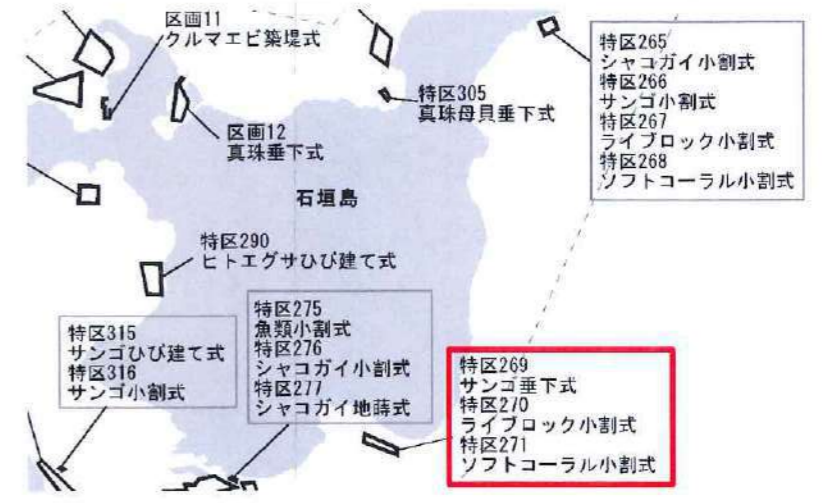 区画11
クルマエビ築堤式
区画12
真珠垂下式
特区305
真珠母貝垂下式
特区265
シャコガイ小割式
特区266
サンゴ小割式
特区267
ライブロック小割式
特区268
ソフトコーラル小割式
石垣島
特区290
ヒトエグサひび建て式
特区315
サンゴひび建て式
特区316
サンゴ小割式
特区275
魚類小割式
特区276
シャコガイ小割式
特区277
シャコガイ地蒔式
特区269
サンゴ垂下式
特区270
ライブロック小割式
特区271
ソフトコーラル小割式